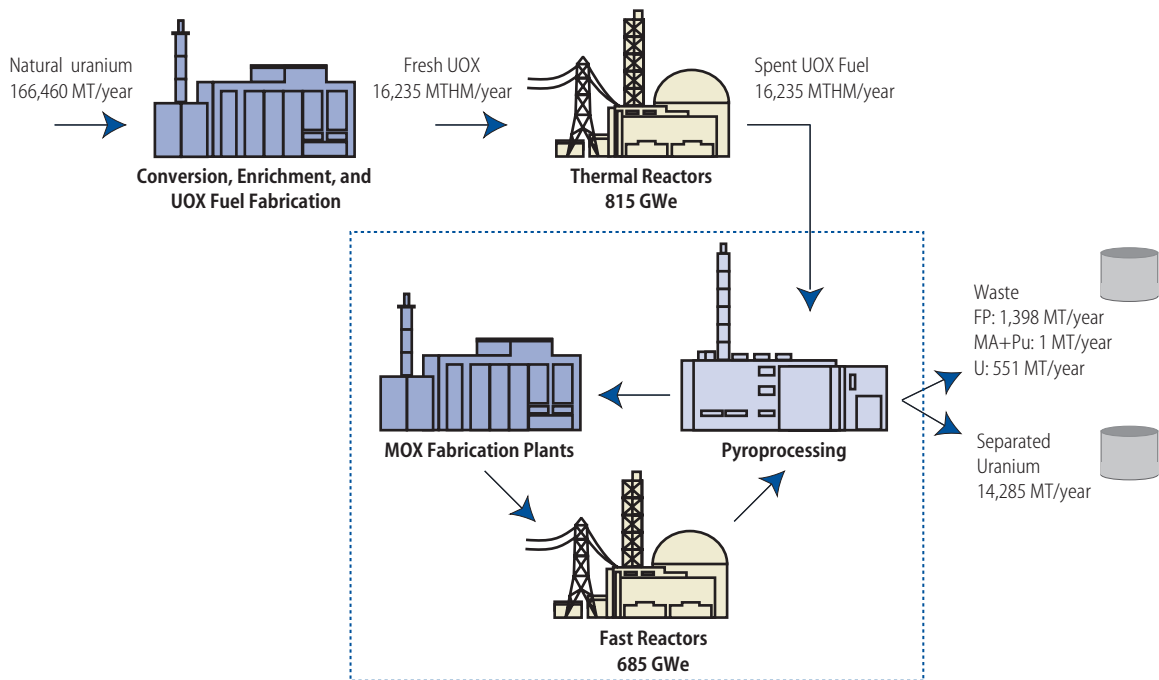 Natural uranium
166,460 MT/year
Fresh UOX
16,235 MTHM/year
Spent UOX Fuel
16,235 MTHM/year
Conversion, Enrichment, and
UOX Fuel Fabrication
Thermal Reactors
815 GWe
Waste
FP: 1,398 MT/year
MA+Pu: 1 MT/year
U: 551 MT/year
MOX Fabrication Plants
Pyroprocessing
Separated
Uranium
14,285 MT/year
Fast Reactors
685 GWe